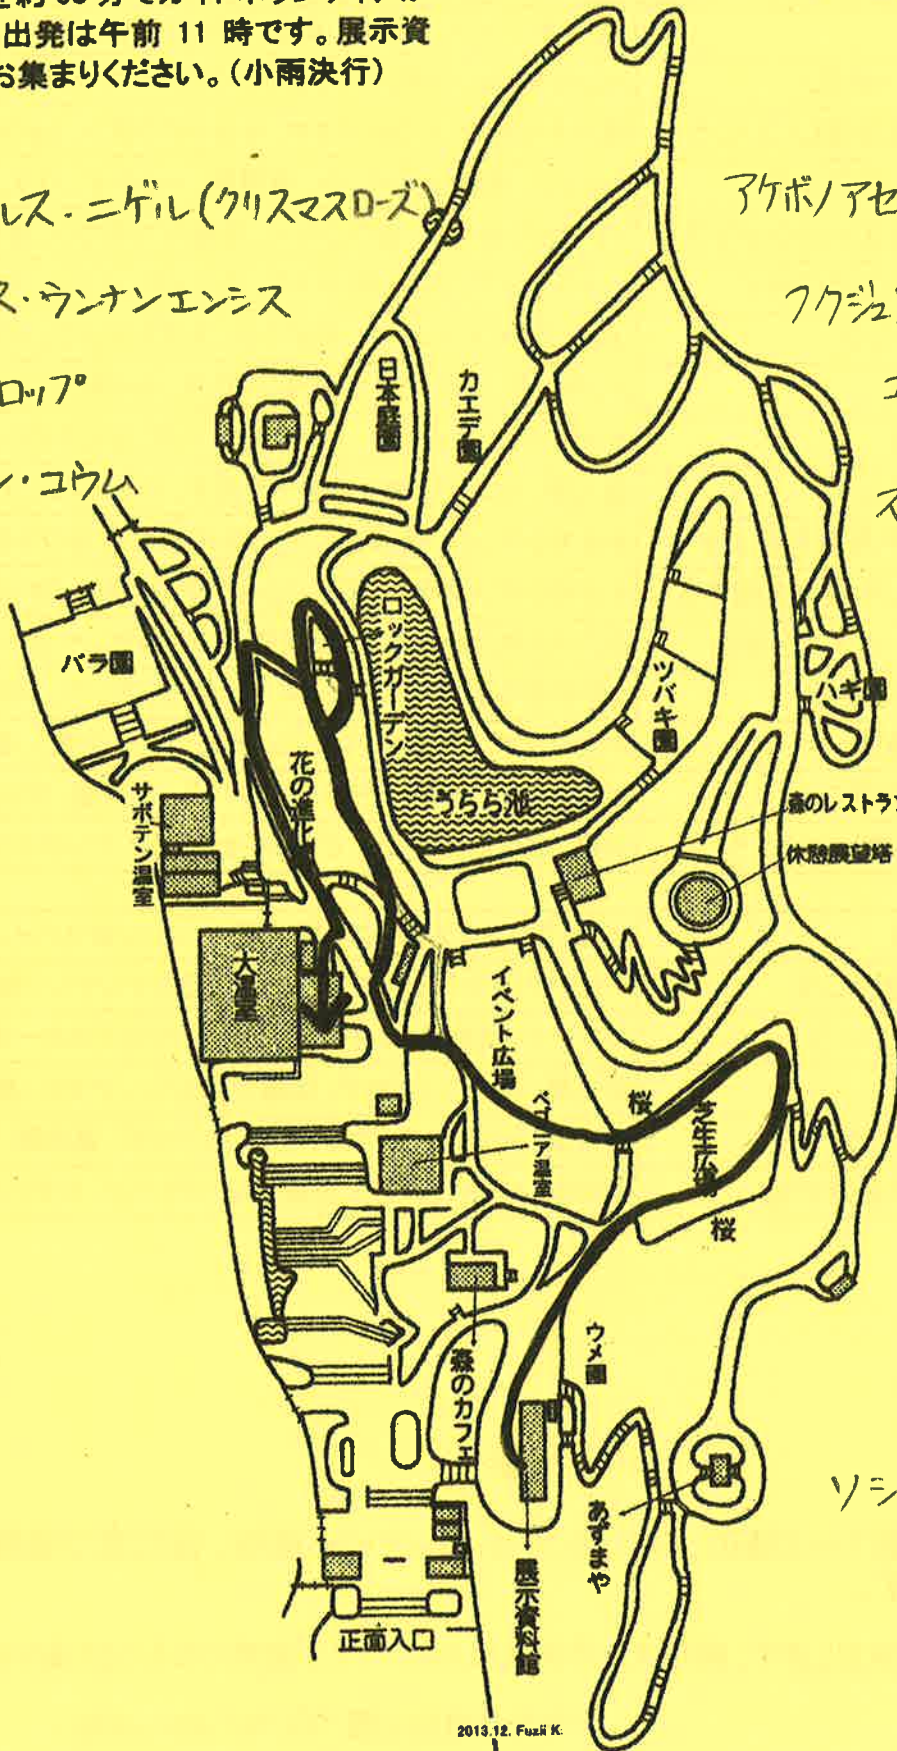 出発は午前 11 時です。展示資
お集まりください。(小雨決行)
ルス・ニゲル(クリスマスローズ)
ス・ウンナンエンシス
ロップ
ン・コウム
アケボノアセ
フクジュ
日本庭園
カエデ園
バラ園
ロックガーデン
ツバキ園
ハギ園
花の進化
うらら池
サボテン温室
森のレストラン
休憩展望塔
大温室
イベント広場
ベゴニア温室
桜
芝生広場
桜
ウメ園
森のカフェ
あずまや
ソシ
展示資料館
正面入口
2013.12. Fuzii K.